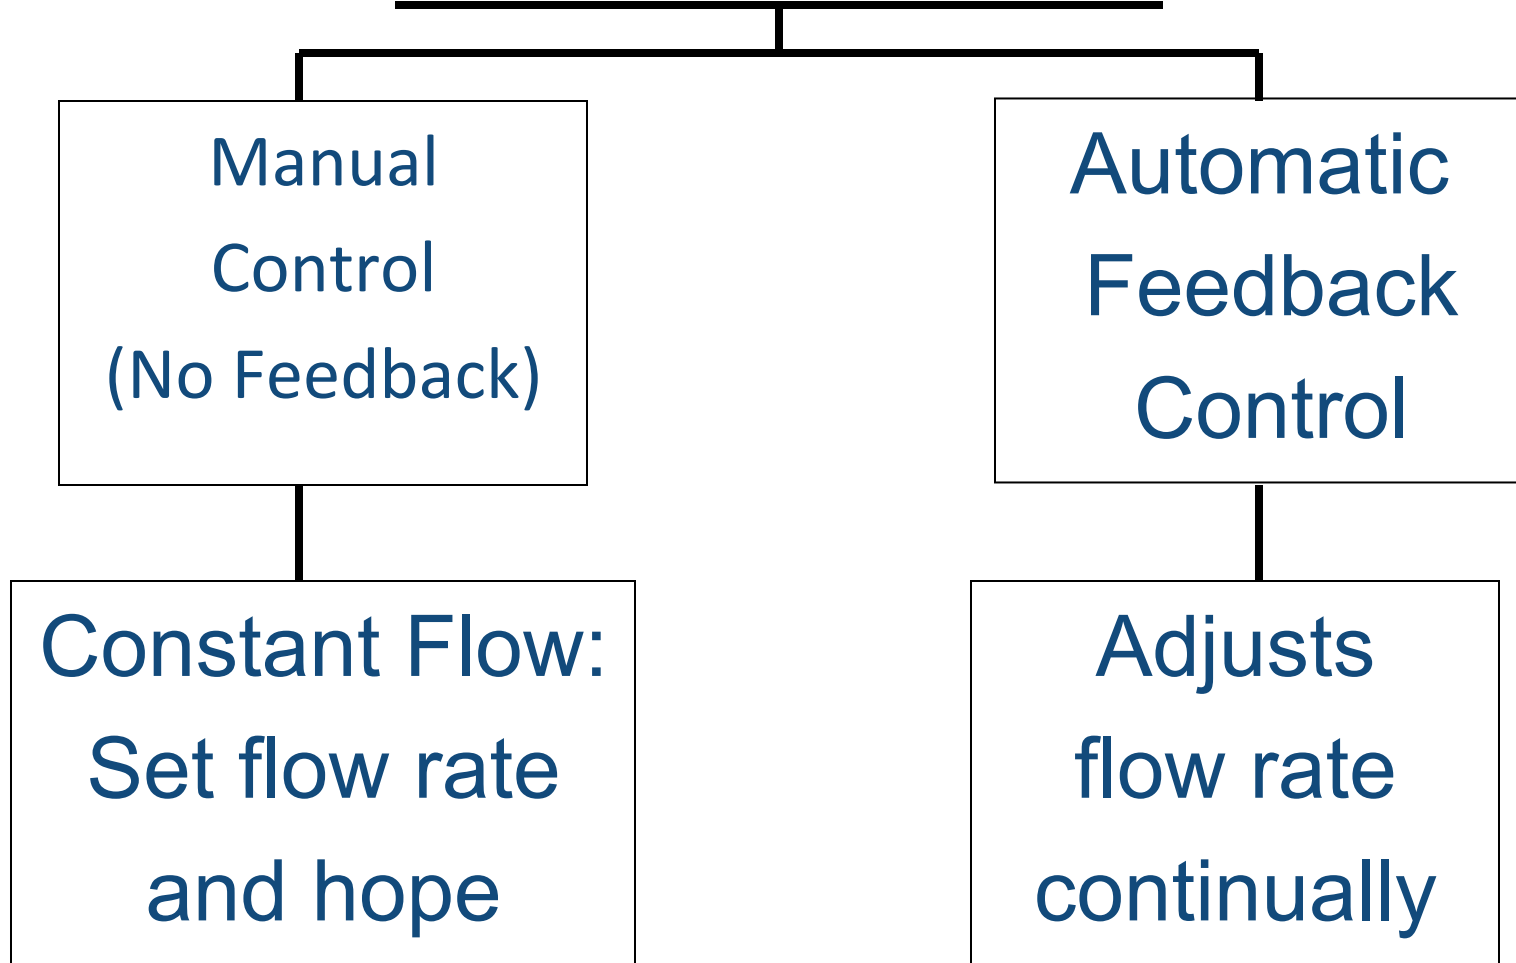 Manual
Control
(No Feedback)
Automatic
Feedback
Control
Constant Flow:
Set flow rate
and hope
Adjusts
flow rate
continually